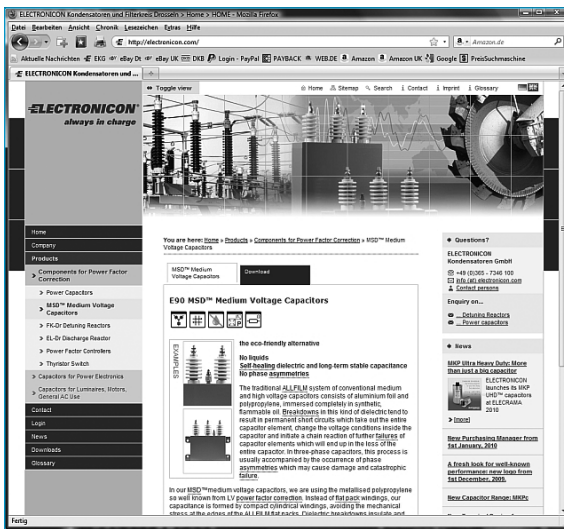 ELECTRONICON Kondensatoren und Filterkreis Drosseln > Home > HOME - Mozilla Firefox
Datei Bearbeiten Ansicht Chronik Lesezeichen Extras Hilfe
http://electronicon.com/
Amazon.de
Aktuelle Nachrichten EKG eBay Dt eBay UK DKB Login - PayPal PAYBACK WEB.DE Amazon Amazon UK Google PreisSuchmaschine
ELECTRONICON Kondensatoren und ...
Toggle view
Home Sitemap Search Contact Imprint Glossary
ELECTRONICON®
always in charge
Home
Company
Products
> Components for Power Factor
Correction
> Power Capacitors
> MSD™ Medium Voltage
Capacitors
> FK-Dr Detuning Reactors
> EL-Dr Discharge Reactor
> Power Factor Controllers
> Thyristor Switch
> Capacitors for Power Electronics
> Capacitors for Luminaires, Motors,
General AC Use
Contact
Login
News
Downloads
Glossary
You are here: Home » Products » Components for Power Factor Correction » MSD™ Medium
Voltage Capacitors
MSD™ Medium
Voltage Capacitors
Download
E90 MSD™ Medium Voltage Capacitors
EXAMPLES
the eco-friendly alternative
No liquids
Self-healing dielectric and long-term stable capacitance
No phase asymmetries
The traditional ALLFILM system of conventional medium
and high voltage capacitors consists of aluminium foil and
polypropylene, immersed completely in synthetic,
flammable oil. Breakdowns in this kind of dielectric tend to
result in permanent short circuits which take out the entire
capacitor element, change the voltage conditions inside the
capacitor and initiate a chain reaction of further failures of
capacitor elements which will end up in the loss of the
entire capacitor. In three-phase capacitors, this process is
usually accompanied by the occurrence of phase
asymmetries which may cause damage and catastrophic
failure.
In our MSD™medium voltage capacitors, we are using the metallised polypropylene
so well known from LV power factor correction. Instead of flat pack windings, our
capacitance is formed by compact cylindrical windings, avoiding the mechanical
stress at the edges of the ALLFILM flat packs. Dielectric breakdowns insulate and
Questions?
ELECTRONICON
Kondensatoren GmbH
+49 (0)365 - 7346 100
info (at) electronicon.com
Contact persons
Enquiry on...
... Detuning Reactors
... Power capacitors
News
MKP Ultra Heavy Duty: More
than just a big capacitor
ELECTRONICON
launches its MKP
UHD™ capacitors
at ELECRAMA
2010
> [more]
New Purchasing Manager from
1st January, 2010
A fresh look for well-known
performance: new logo from
1st December, 2009.
New Capacitor Range: MKPc
Fertig